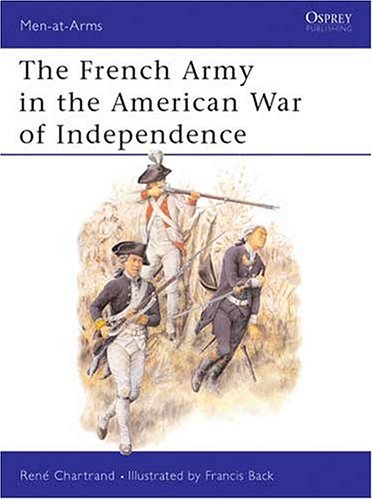 Men-at-Arms
OSPREY
PUBLISHING
The French Army
in the American War
of Independence
René Chartrand · Illustrated by Francis Back